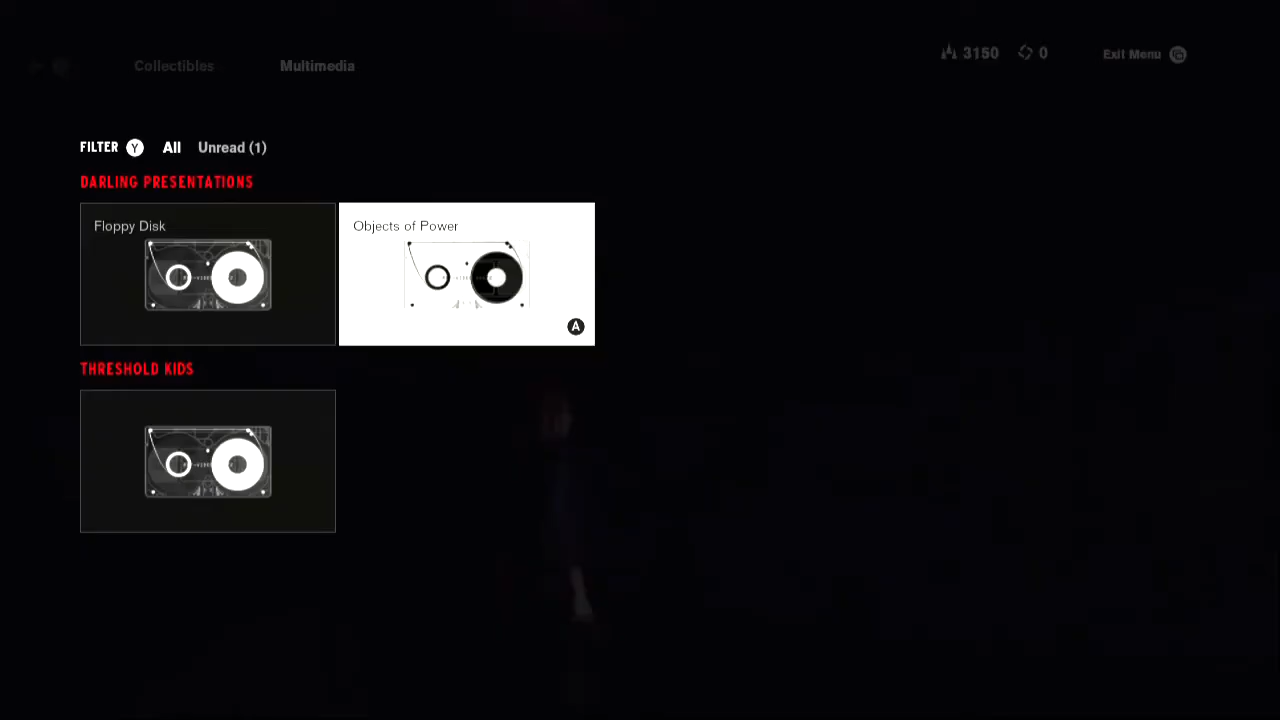 Collectibles
Multimedia
3150
0
Exit Menu
FILTER Y All Unread (1)
DARLING PRESENTATIONS
Floppy Disk
Objects of Power
A
THRESHOLD KIDS